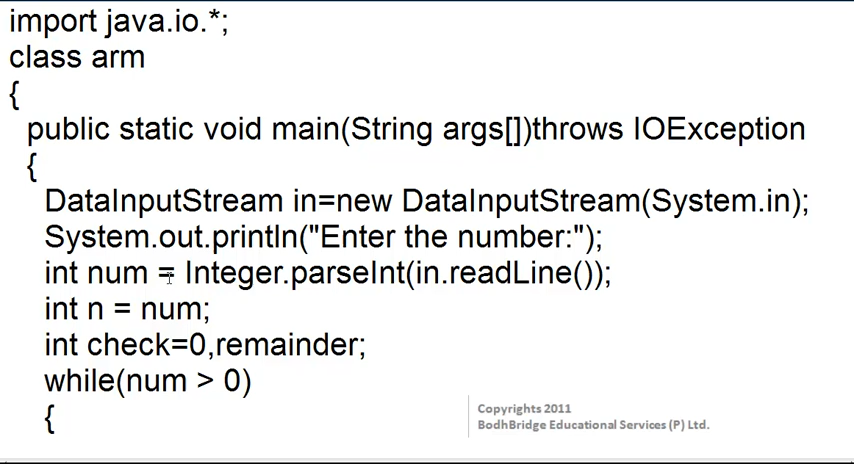 import java.io.*;
class arm
{
public static void main(String args[])throws IOException
{
DataInputStream in=new DataInputStream(System.in);
System.out.println("Enter the number:");
int num = Integer.parseInt(in.readLine());
int n = num;
int check=0,remainder;
while(num > 0)
{
Copyrights 2011
BodhBridge Educational Services (P) Ltd.